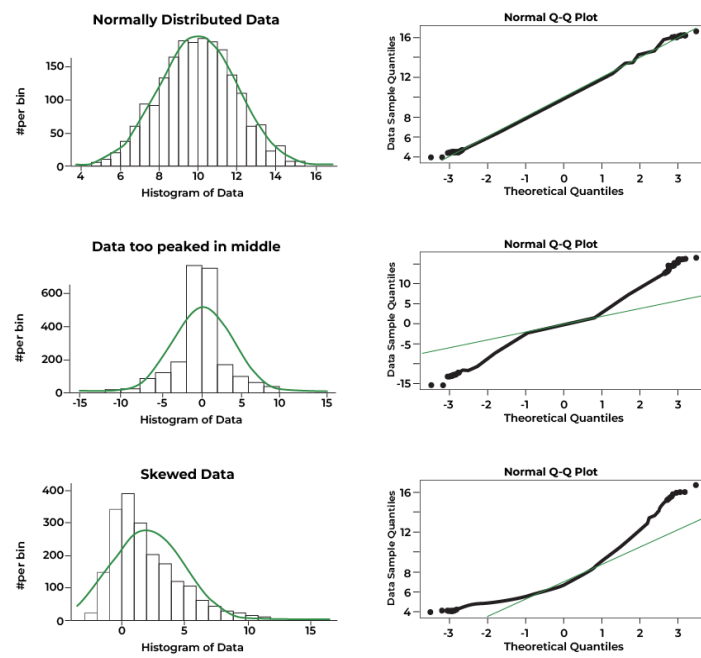 Normally Distributed Data
#per bin
150
100
50
0
4 6 8 10 12 14 16
Histogram of Data
Normal Q-Q Plot
Data Sample Quantiles
16
12
8
6
4
-3 -2 -1 0 1 2 3
Theoretical Quantiles
Data too peaked in middle
#per bin
600
400
200
0
-15 -10 -5 0 5 10 15
Histogram of Data
Normal Q-Q Plot
Data Sample Quantiles
10
5
0
-5
-15
-3 -2 -1 0 1 2 3
Theoretical Quantiles
Skewed Data
#per bin
400
300
200
100
0
0 5 10 15
Histogram of Data
Normal Q-Q Plot
Data Sample Quantiles
16
12
8
6
4
-3 -2 -1 0 1 2 3
Theoretical Quantiles